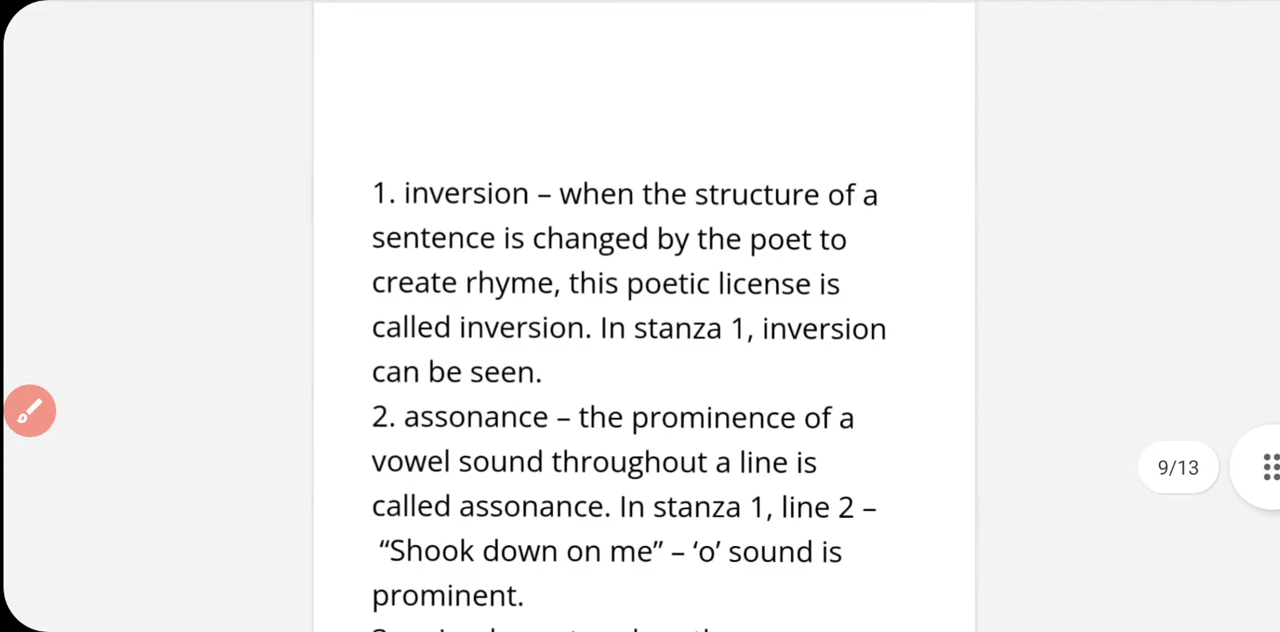 1. inversion – when the structure of a
sentence is changed by the poet to
create rhyme, this poetic license is
called inversion. In stanza 1, inversion
can be seen.
2. assonance – the prominence of a
vowel sound throughout a line is
called assonance. In stanza 1, line 2 –
“Shook down on me” – ‘o’ sound is
prominent.
9/13